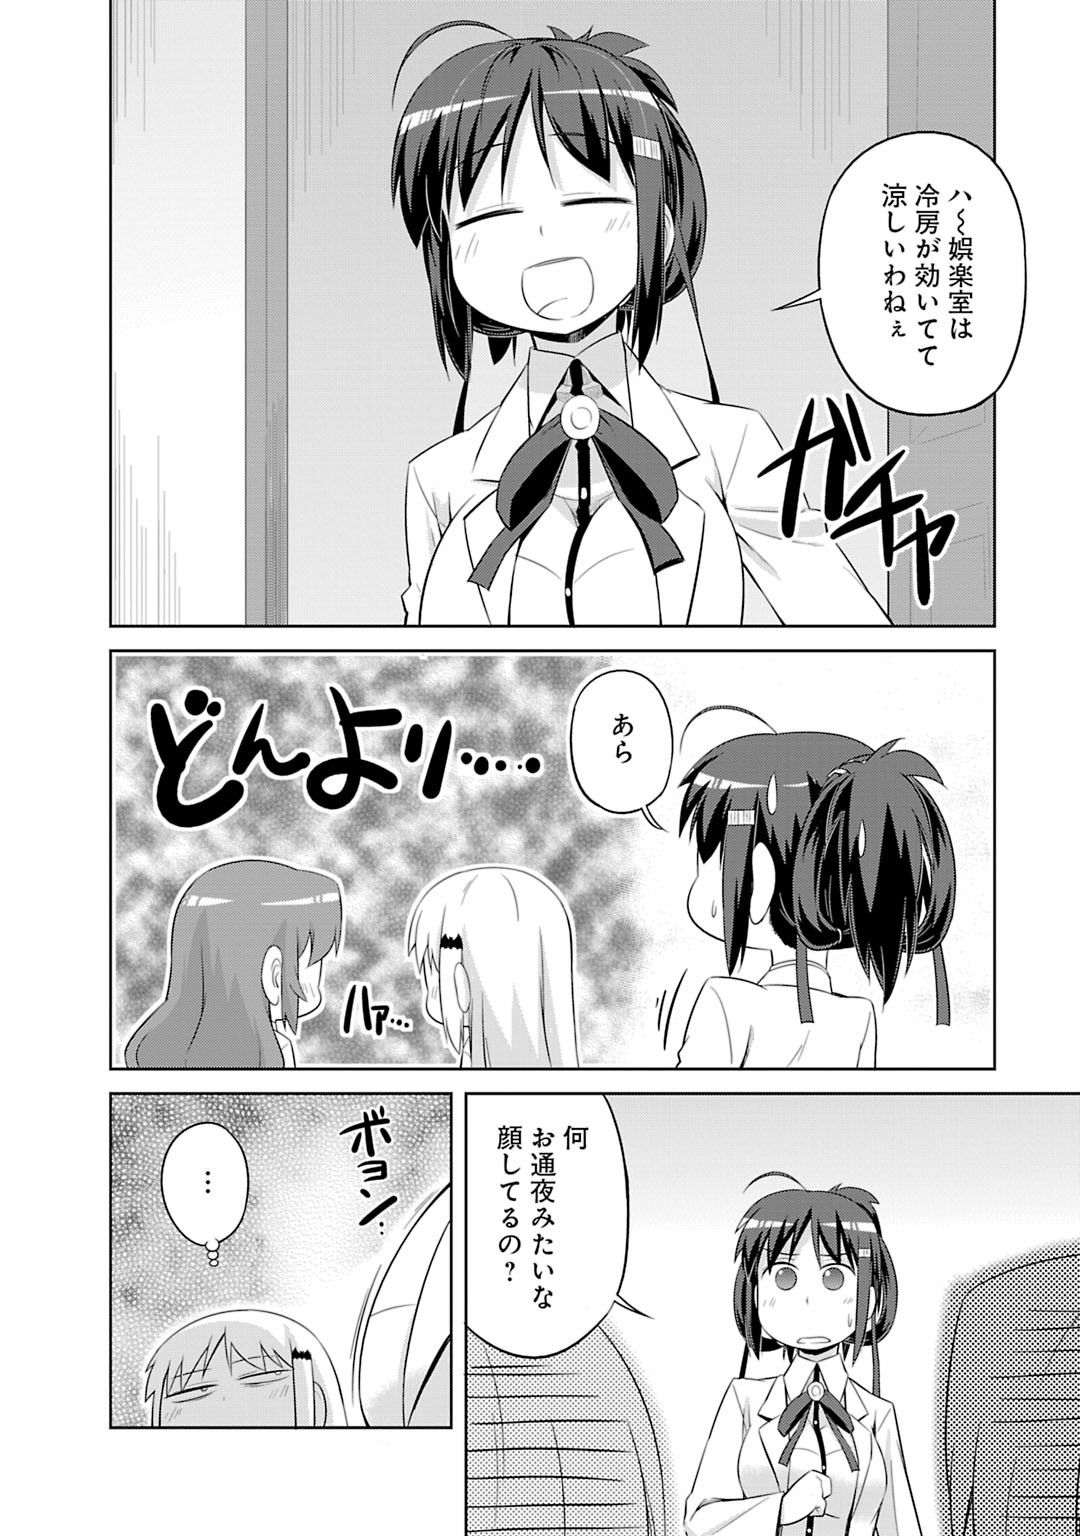 ハ〜娯楽室は
冷房が効いてて
涼しいわねぇ
ガチャ
あら
どんより‥‥
ハァ…
何
お通夜みたいな
顔してるの？
ボヨン‥
…